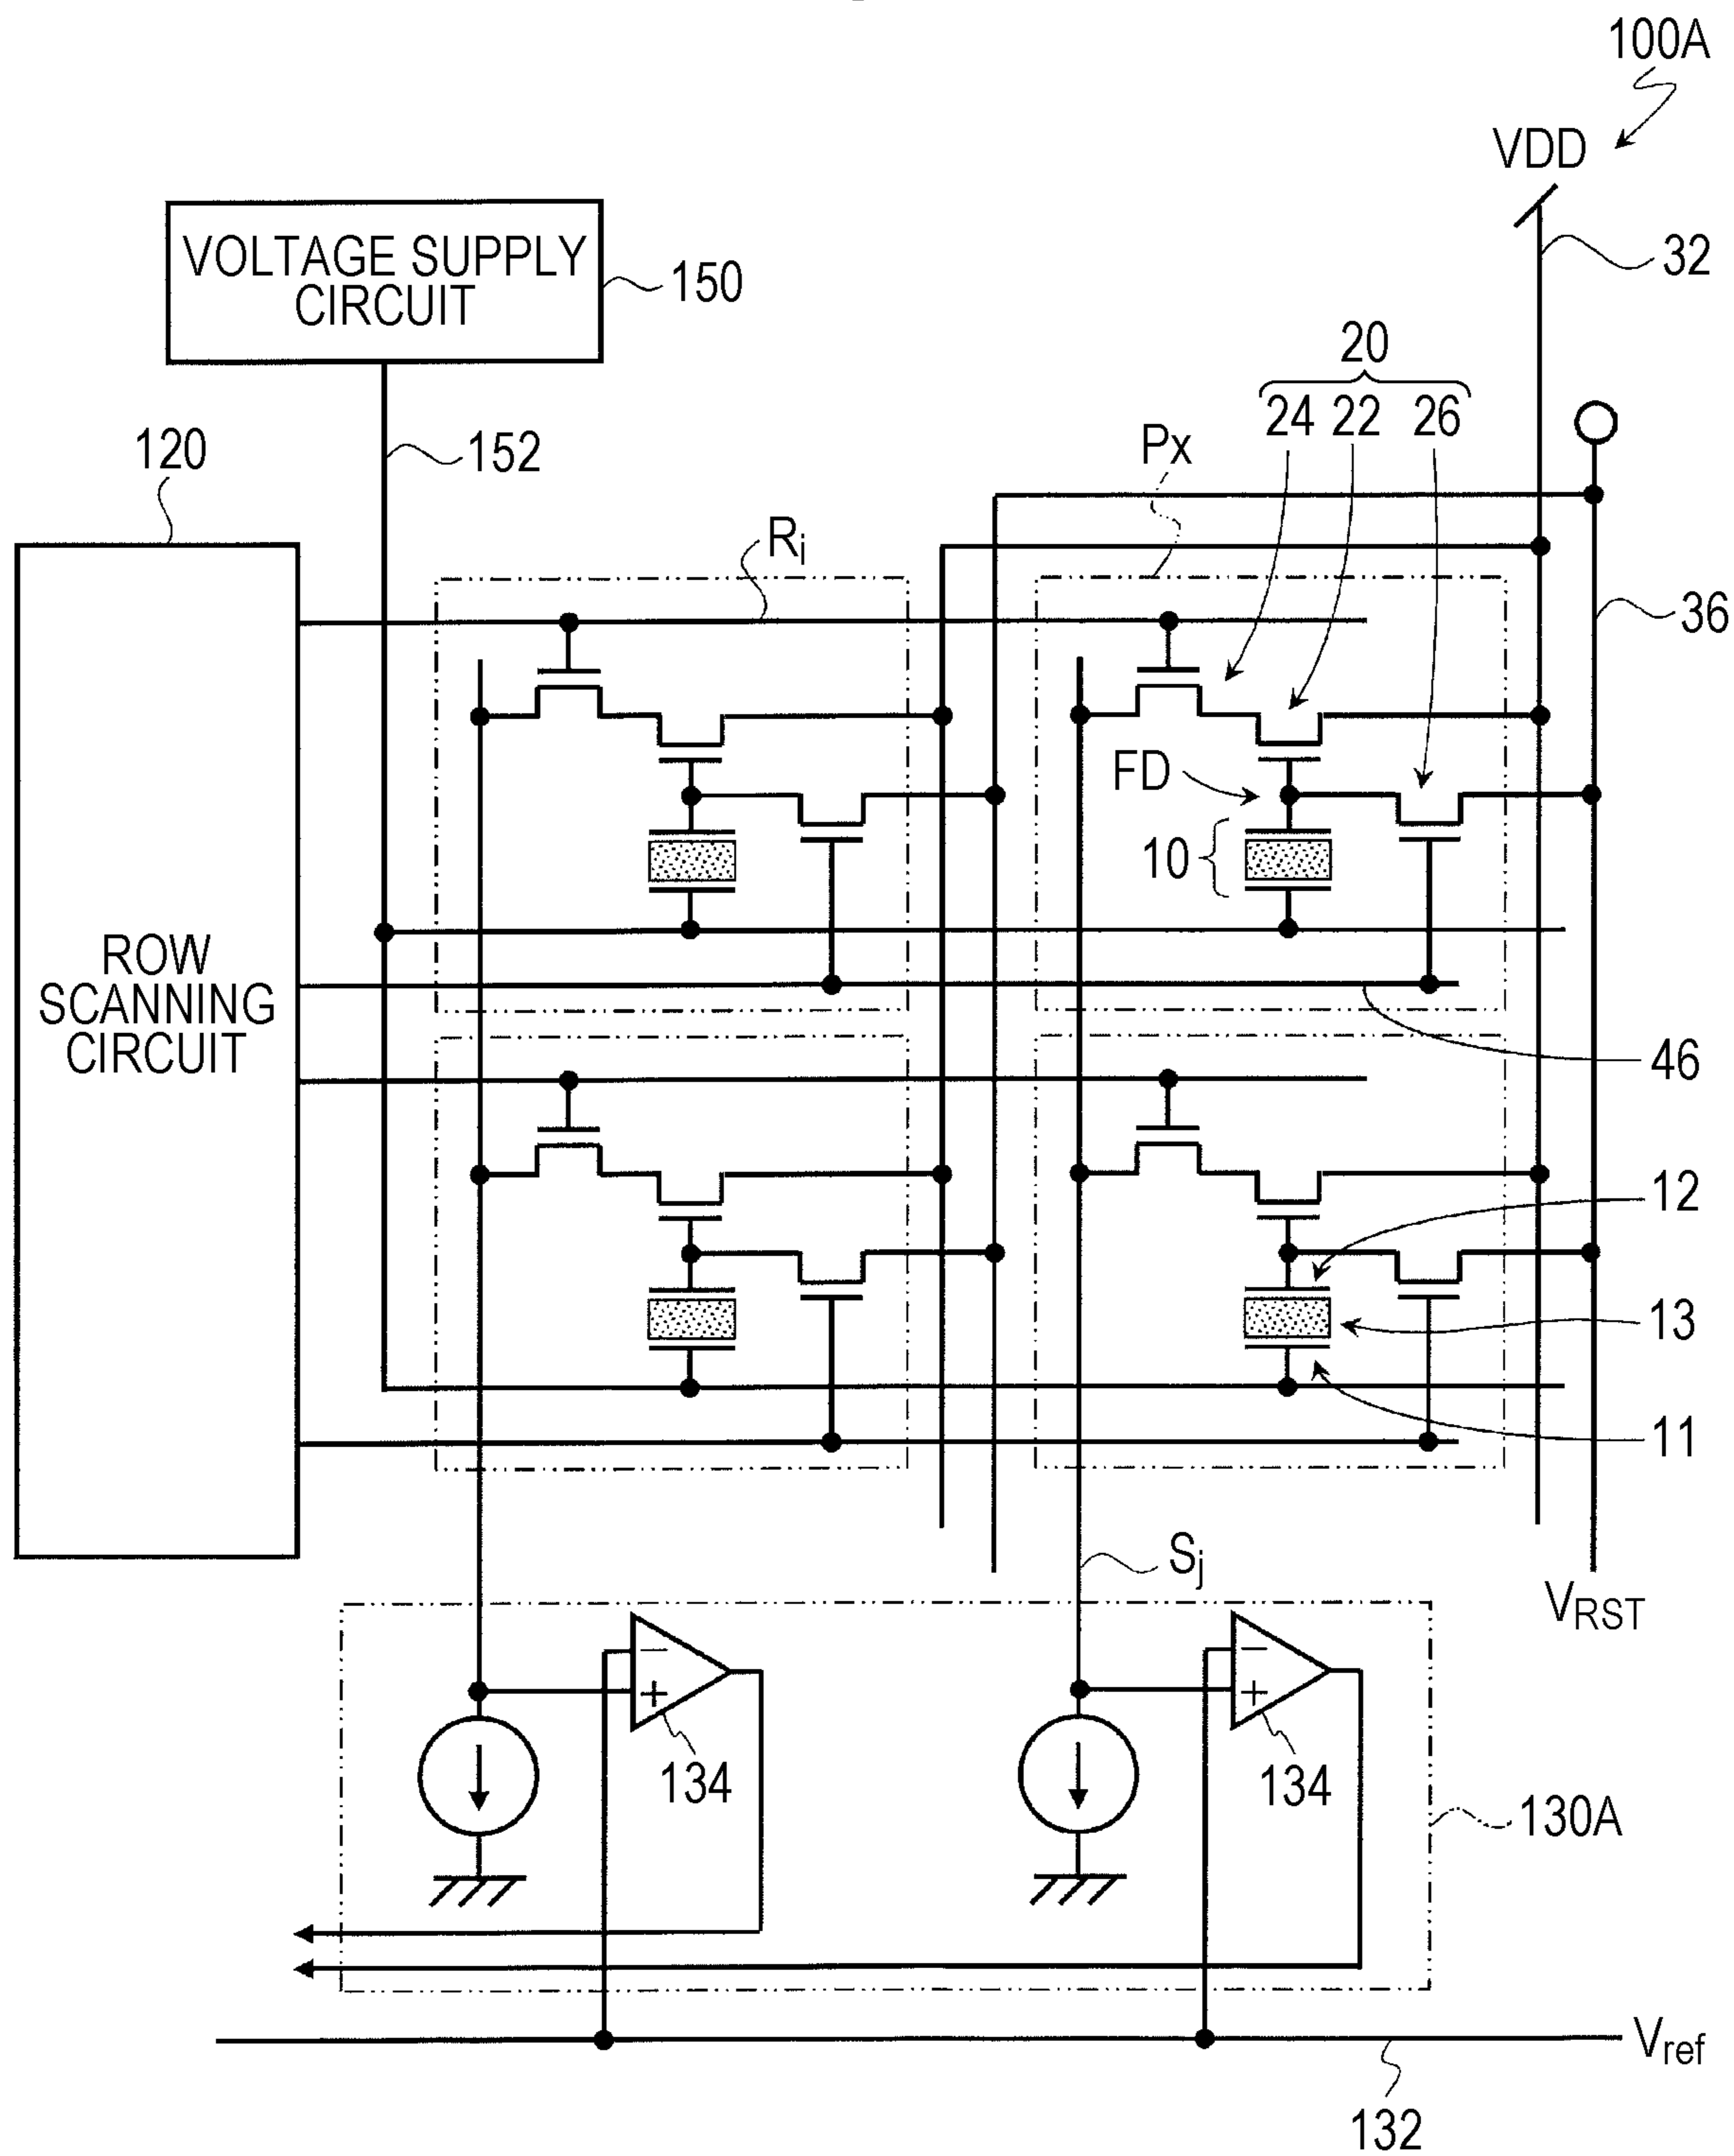 100A
VDD
32
VOLTAGE SUPPLY
CIRCUIT
150
20
24 22 26
Px
120
152
Ri
36
FD
10
ROW
SCANNING
CIRCUIT
46
12
13
11
Sj
VRST
−
+
134
−
+
134
130A
Vref
132